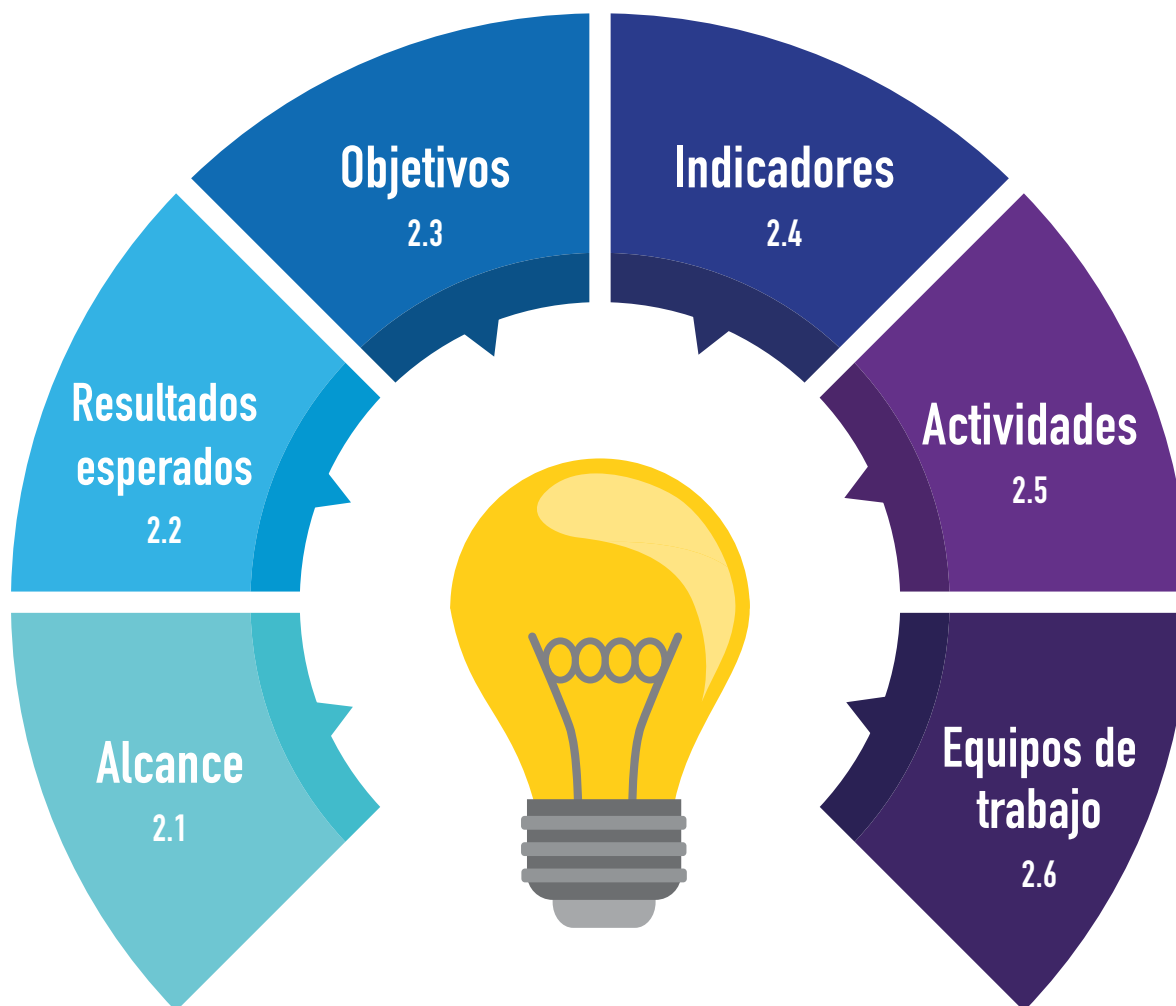 Alcance
2.1
Resultados
esperados
2.2
Objetivos
2.3
Indicadores
2.4
Actividades
2.5
Equipos de
trabajo
2.6